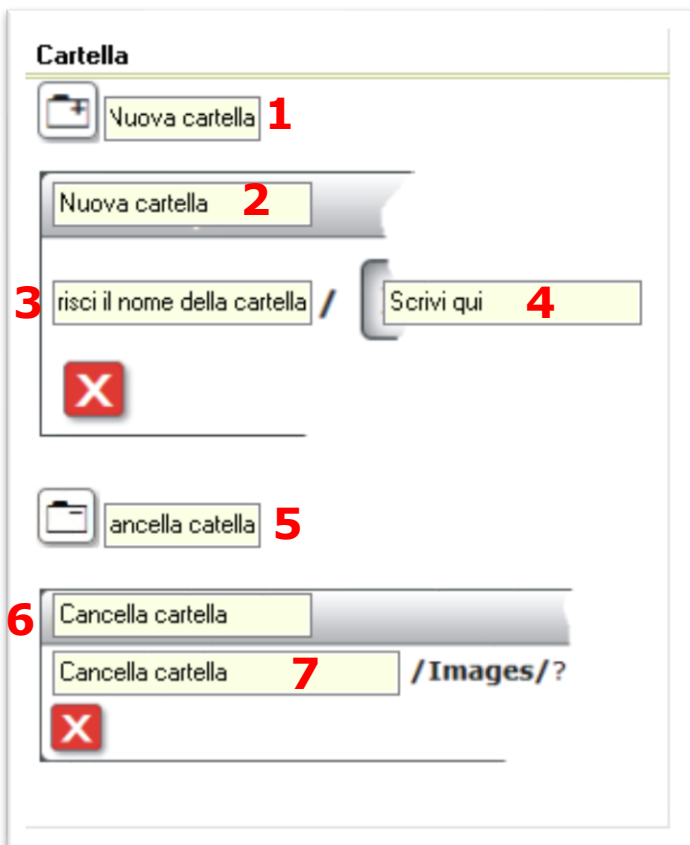 Cartella
Nuova cartella 1
Nuova cartella 2
3 risci il nome della cartella / Scrivi qui 4
X
ancella catella 5
6 Cancella cartella
Cancella cartella 7 /Images/?
X